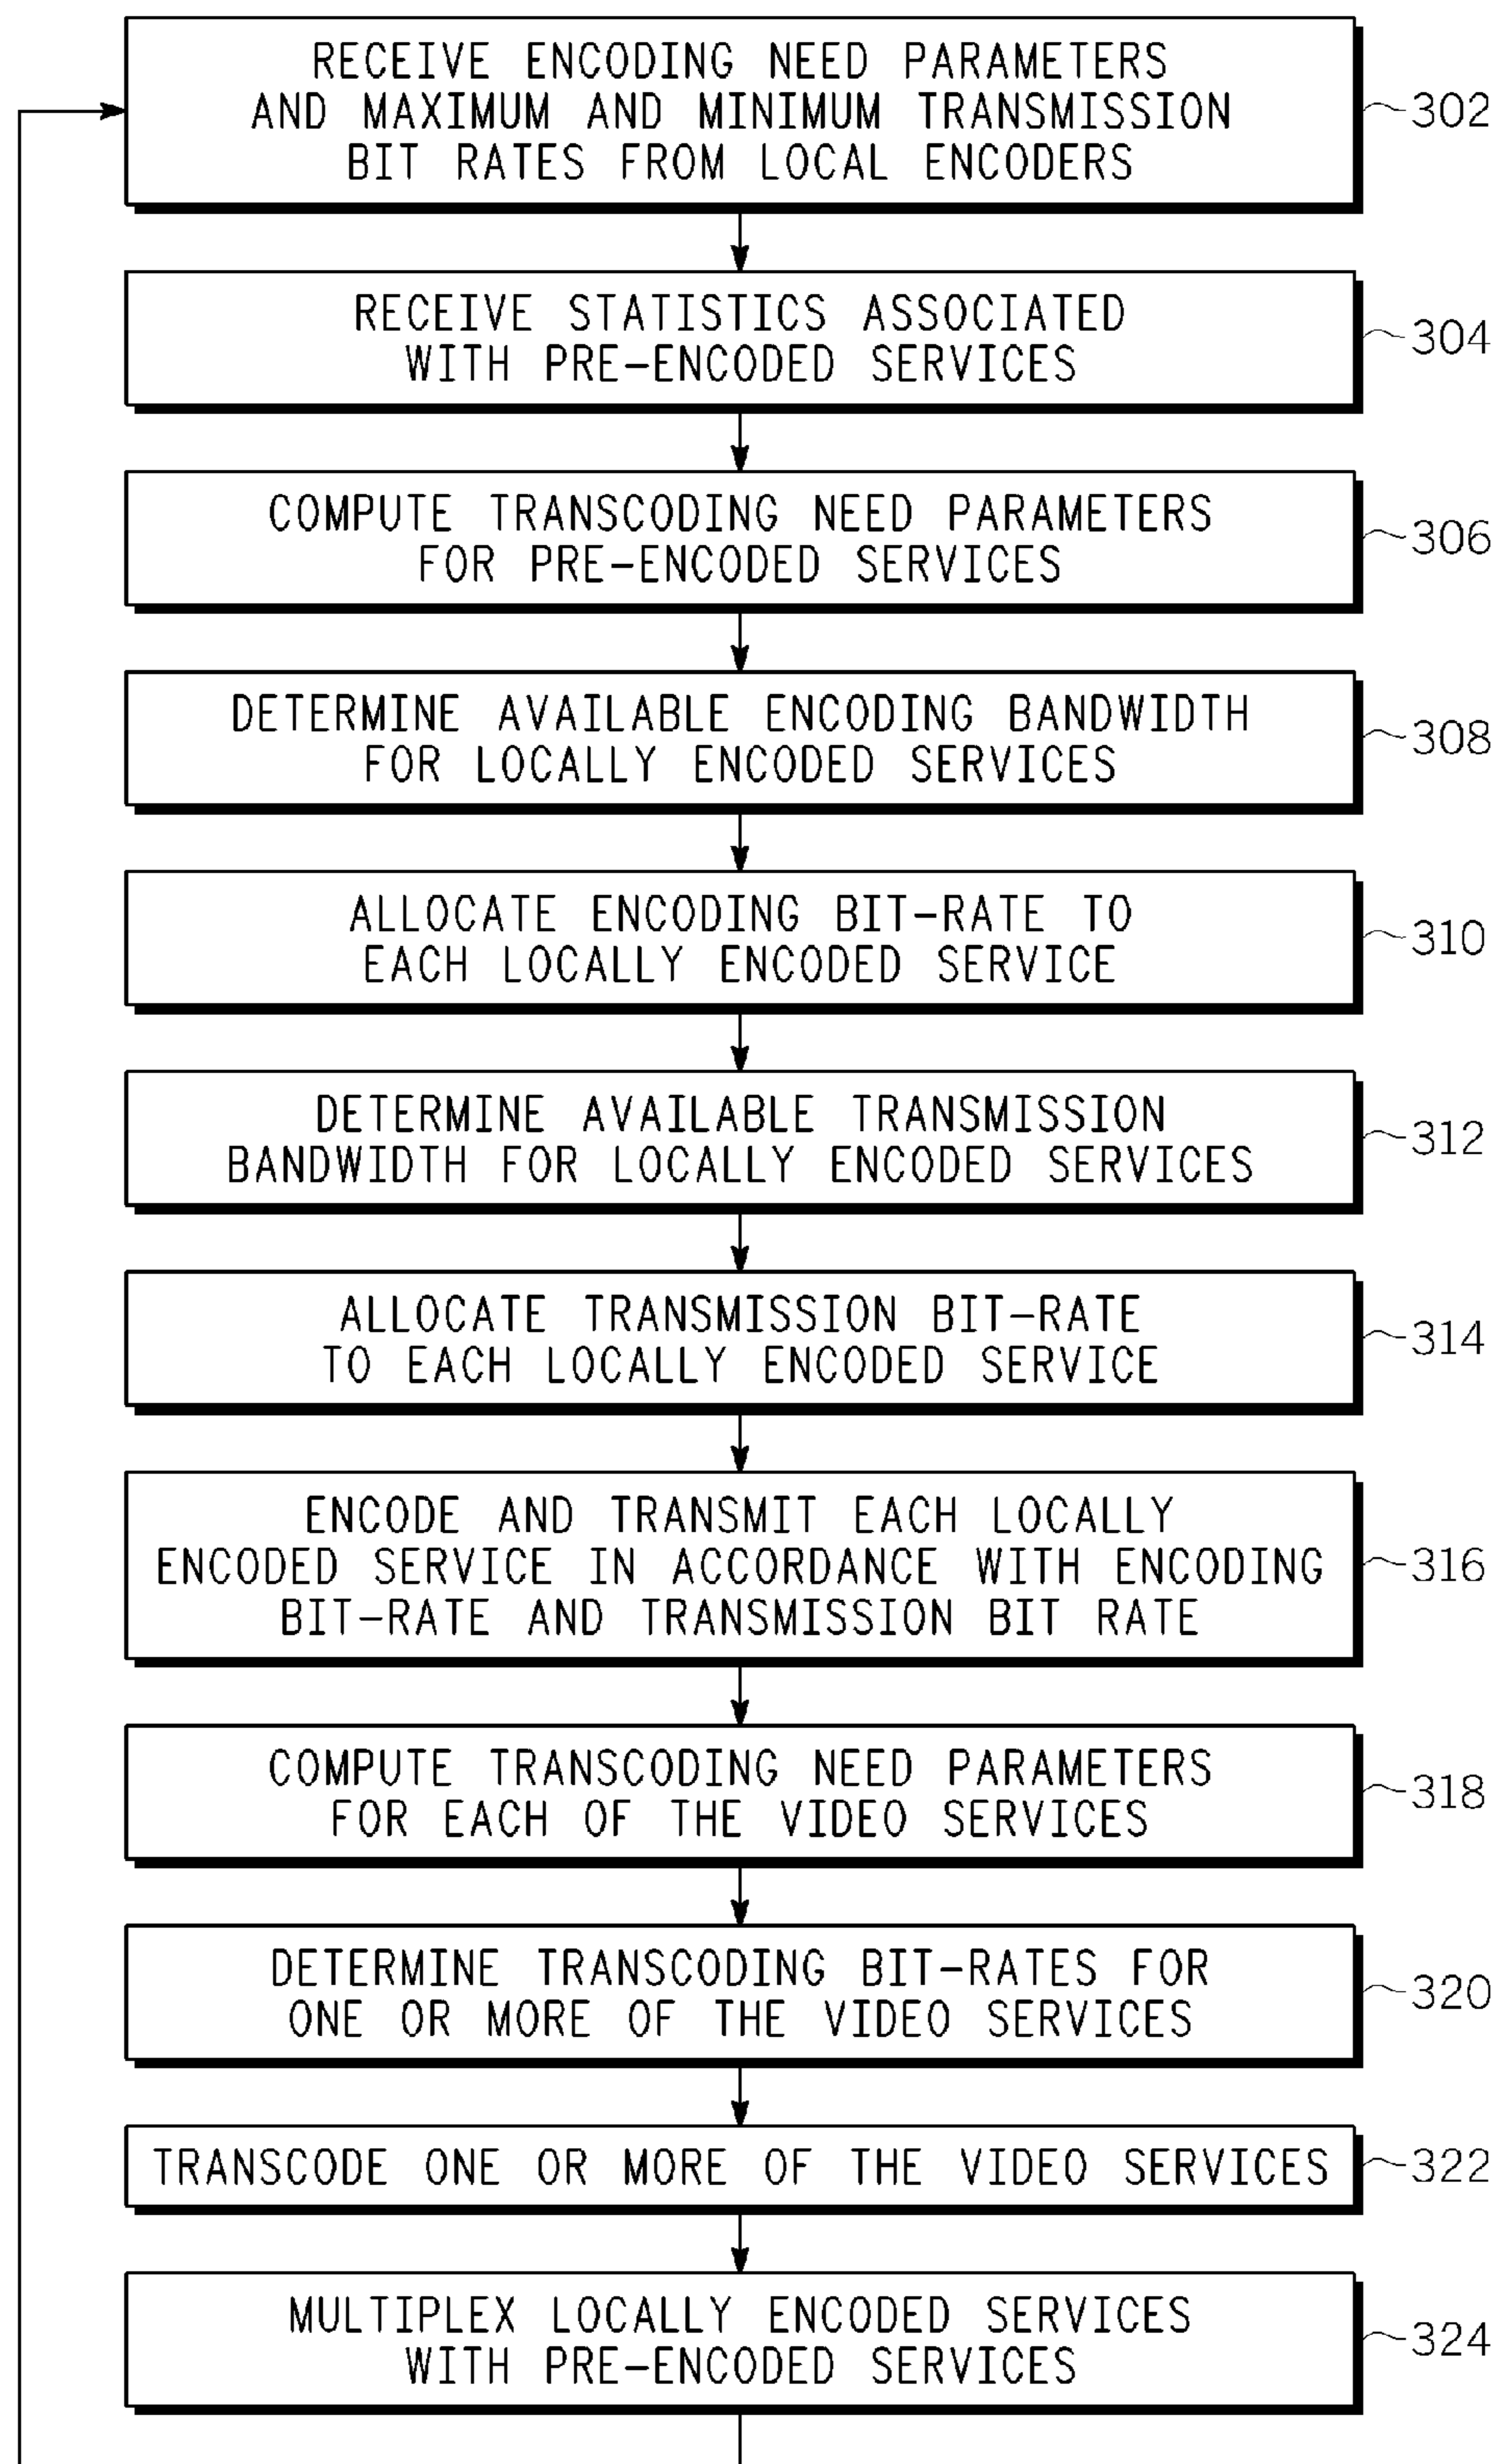 RECEIVE ENCODING NEED PARAMETERS
AND MAXIMUM AND MINIMUM TRANSMISSION
BIT RATES FROM LOCAL ENCODERS
302
RECEIVE STATISTICS ASSOCIATED
WITH PRE-ENCODED SERVICES
304
COMPUTE TRANSCODING NEED PARAMETERS
FOR PRE-ENCODED SERVICES
306
DETERMINE AVAILABLE ENCODING BANDWIDTH
FOR LOCALLY ENCODED SERVICES
308
ALLOCATE ENCODING BIT-RATE TO
EACH LOCALLY ENCODED SERVICE
310
DETERMINE AVAILABLE TRANSMISSION
BANDWIDTH FOR LOCALLY ENCODED SERVICES
312
ALLOCATE TRANSMISSION BIT-RATE
TO EACH LOCALLY ENCODED SERVICE
314
ENCODE AND TRANSMIT EACH LOCALLY
ENCODED SERVICE IN ACCORDANCE WITH ENCODING
BIT-RATE AND TRANSMISSION BIT RATE
316
COMPUTE TRANSCODING NEED PARAMETERS
FOR EACH OF THE VIDEO SERVICES
318
DETERMINE TRANSCODING BIT-RATES FOR
ONE OR MORE OF THE VIDEO SERVICES
320
TRANSCODE ONE OR MORE OF THE VIDEO SERVICES
322
MULTIPLEX LOCALLY ENCODED SERVICES
WITH PRE-ENCODED SERVICES
324